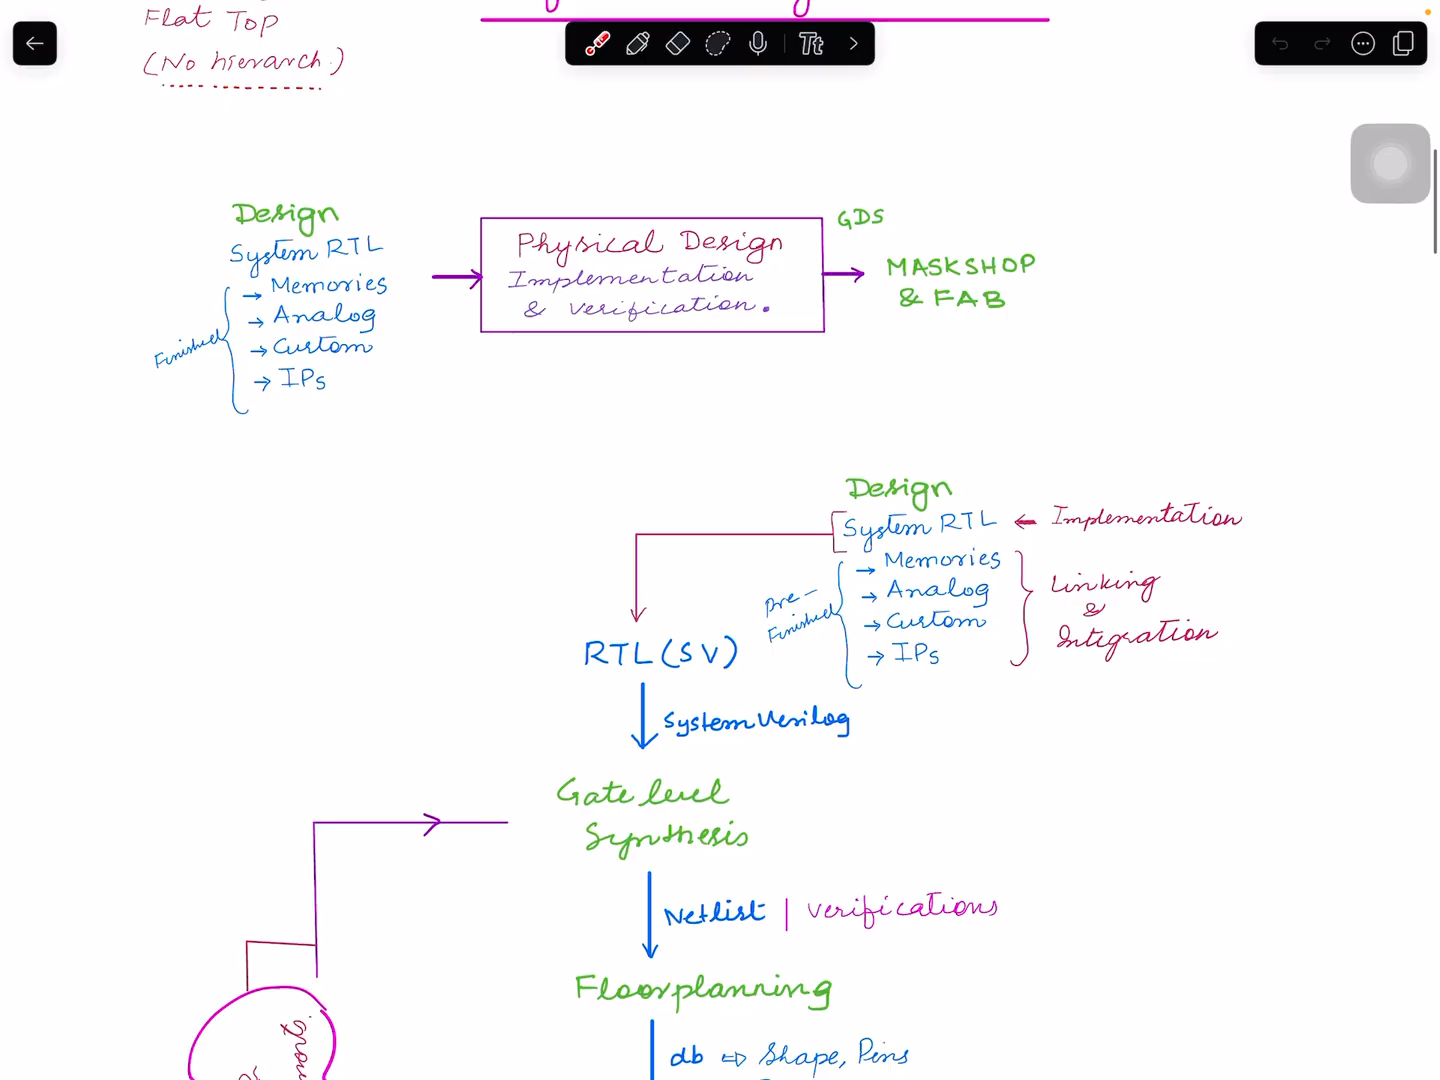 Flat Top
(No hierarch.)
Tt
Design
System RTL
→ Memories
→ Analog
→ Custom
→ IPs
Finished
Physical Design
Implementation
& Verification.
GDS
MASKSHOP
& FAB
Design
System RTL ← Implementation
→ Memories
→ Analog
→ Custom
→ IPs
Pre-
Finished
Linking
&
Integration
RTL (SV)
System Verilog
Gate level
Synthesis
Netlist | Verifications
Floorplanning
db ⇨ Shape, Pins